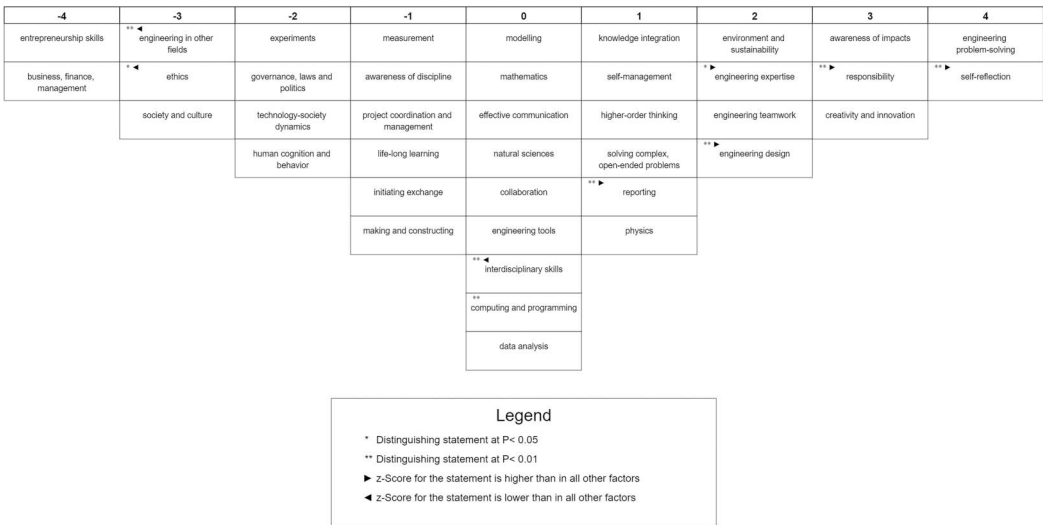 -4 -3 -2 -1 0 1 2 3 4
entrepreneurship skills
** ◄ engineering in other fields
experiments
measurement
modelling
knowledge integration
environment and sustainability
awareness of impacts
engineering problem-solving
business, finance, management
* ◄ ethics
governance, laws and politics
awareness of discipline
mathematics
self-management
* ► engineering expertise
** ► responsibility
** ► self-reflection
society and culture
technology-society dynamics
project coordination and management
effective communication
higher-order thinking
engineering teamwork
creativity and innovation
human cognition and behavior
life-long learning
natural sciences
solving complex, open-ended problems
** ► engineering design
initiating exchange
collaboration
** ► reporting
making and constructing
engineering tools
physics
** ◄ interdisciplinary skills
** computing and programming
data analysis
Legend
* Distinguishing statement at P< 0.05
** Distinguishing statement at P< 0.01
► z-Score for the statement is higher than in all other factors
◄ z-Score for the statement is lower than in all other factors